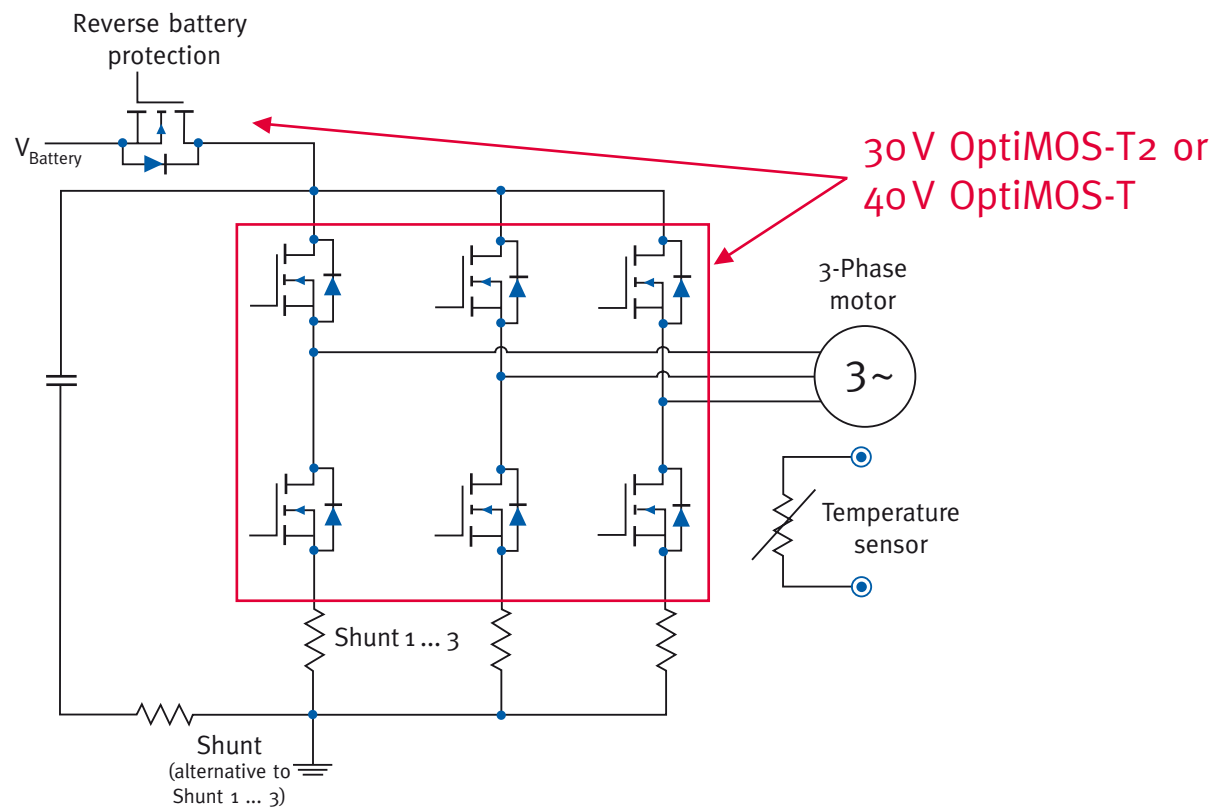 Reverse battery
protection
V Battery
30V OptiMOS-T2 or
40V OptiMOS-T
3-Phase
motor
3~
Temperature
sensor
Shunt 1 ... 3
Shunt
(alternative to
Shunt 1 ... 3)